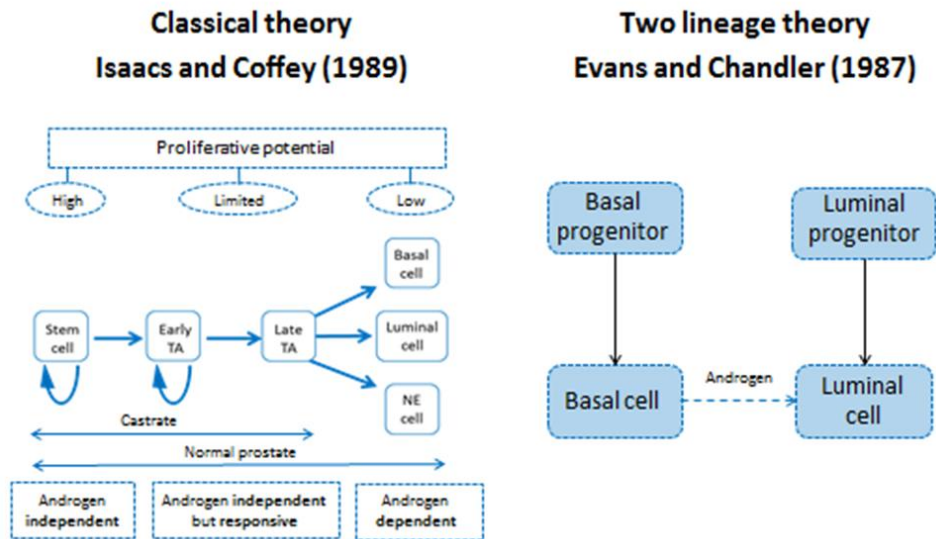 Classical theory
Isaacs and Coffey (1989)
Proliferative potential
High
Limited
Low
Stem
cell
Early
TA
Late
TA
Basal
cell
Luminal
cell
NE
cell
Castrate
Normal prostate
Androgen
independent
Androgen independent
but responsive
Androgen
dependent
Two lineage theory
Evans and Chandler (1987)
Basal
progenitor
Luminal
progenitor
Basal cell
Androgen
Luminal
cell